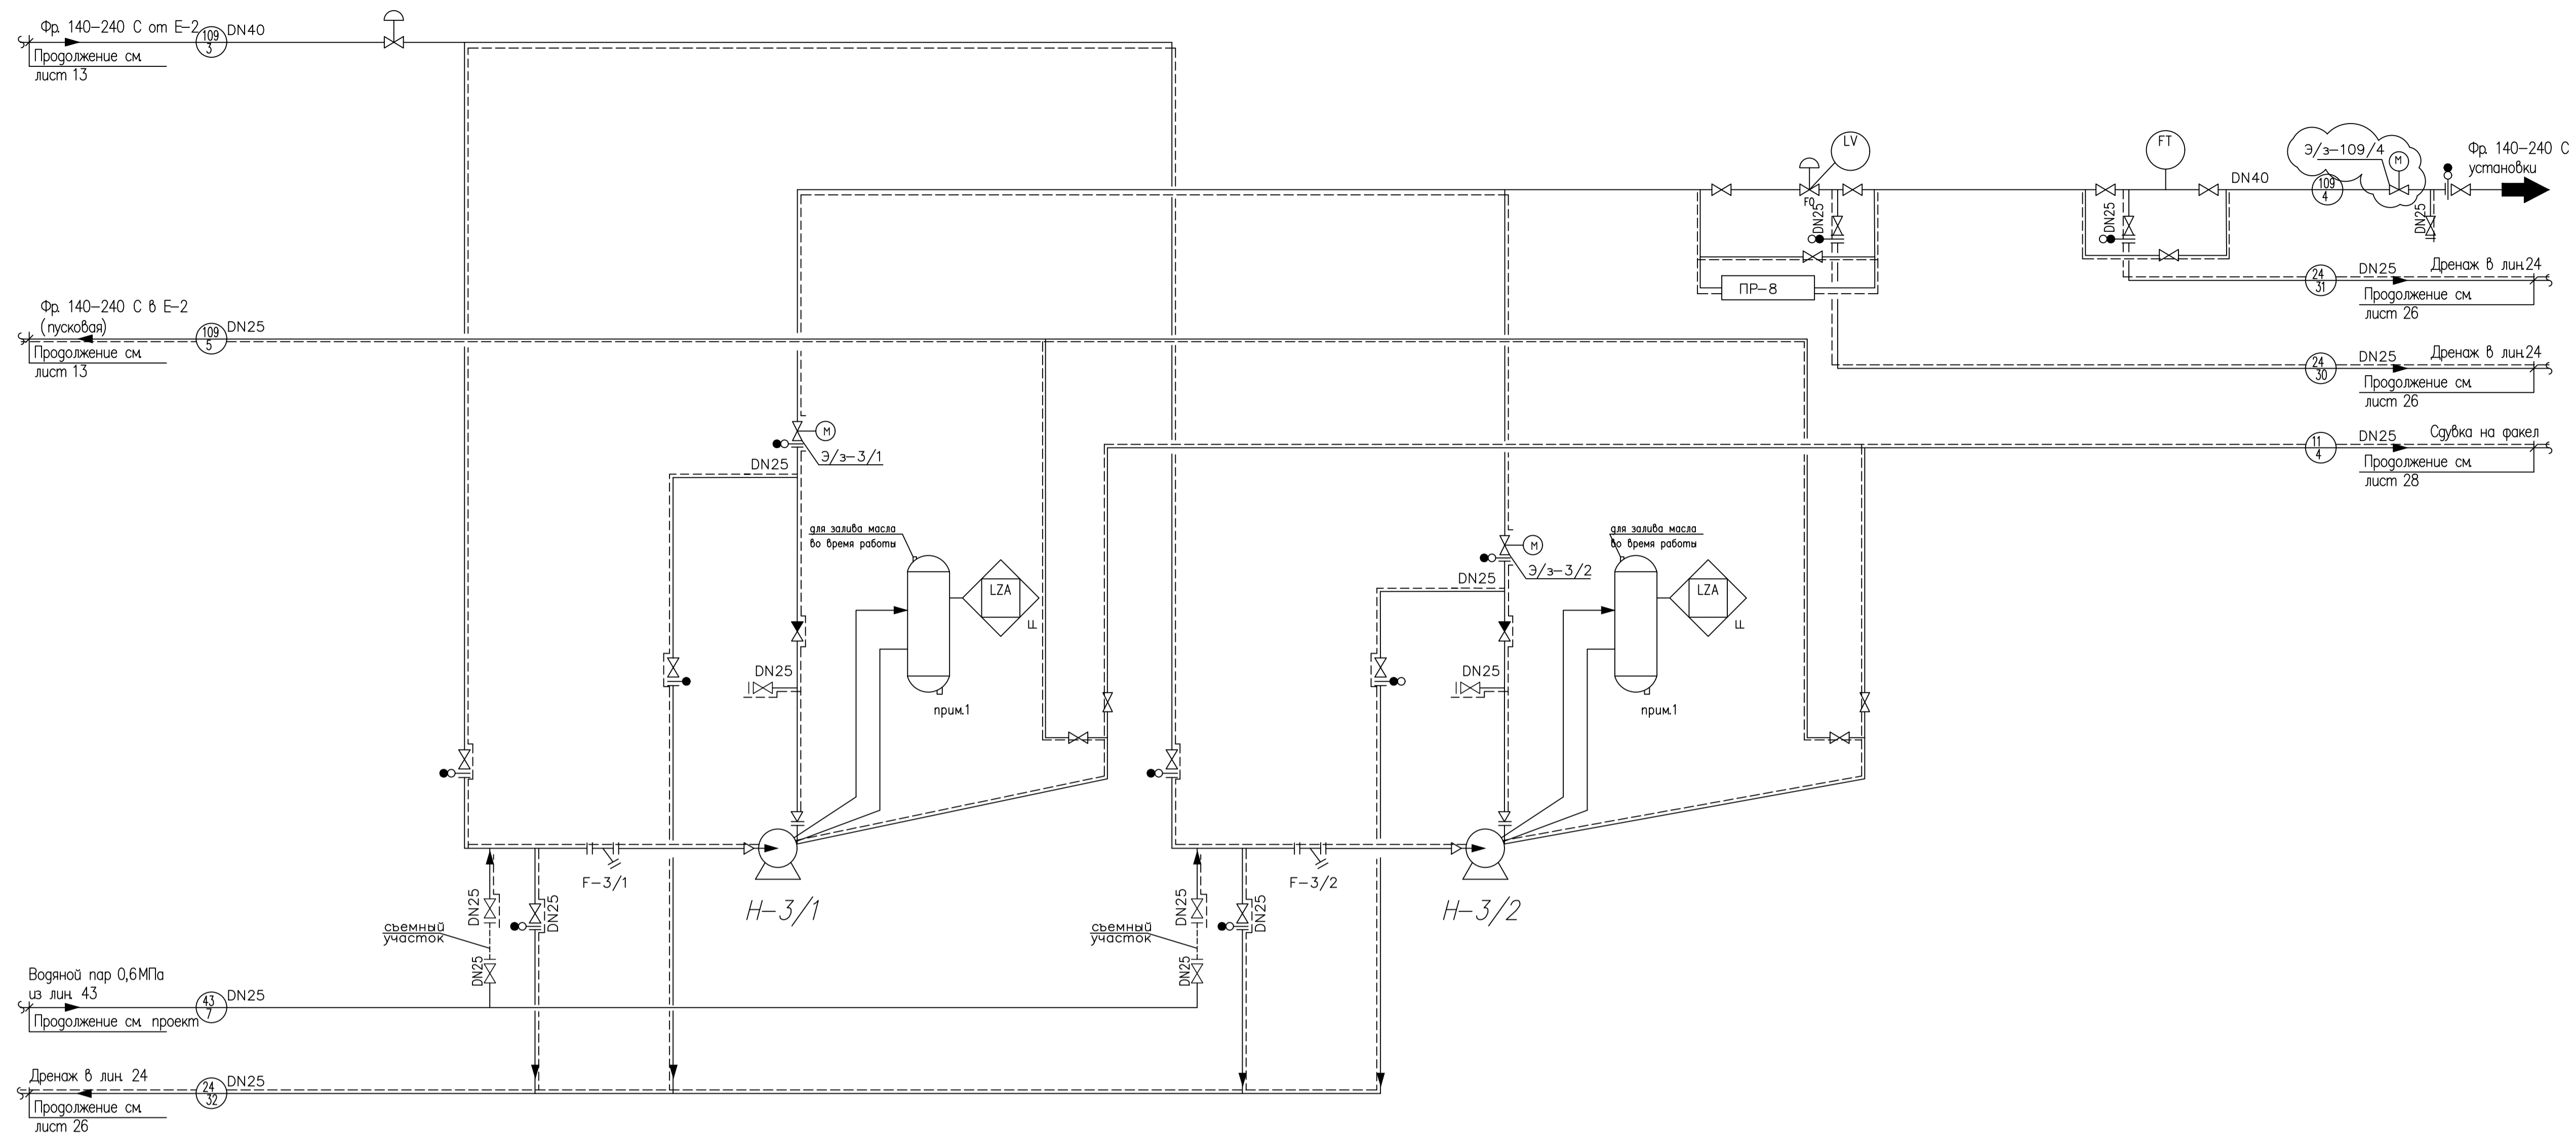 Фр. 140-240 С от Е-2
109
3
DN40
Продолжение см.
лист 13
LV
FT
Э/з-109/4
М
Фр. 140-240 С
установки
DN40
109
4
FO
DN25
DN25
DN25
ПР-8
24
31
DN25
Дренаж в лин.24
Продолжение см.
лист 26
Фр. 140-240 С в Е-2
(пусковая)
109
5
DN25
Продолжение см.
лист 13
24
30
DN25
Дренаж в лин.24
Продолжение см.
лист 26
11
4
DN25
Сдувка на факел
Продолжение см.
лист 28
М
Э/з-3/1
DN25
для залива масла
во время работы
LZA
LL
DN25
прим.1
М
Э/з-3/2
DN25
для залива масла
во время работы
LZA
LL
DN25
прим.1
F-3/1
Н-3/1
DN25
DN25
съемный
участок
DN25
F-3/2
Н-3/2
DN25
DN25
съемный
участок
DN25
Водяной пар 0,6МПа
из лин. 43
43
7
DN25
Продолжение см. проект
Дренаж в лин. 24
24
32
DN25
Продолжение см.
лист 26